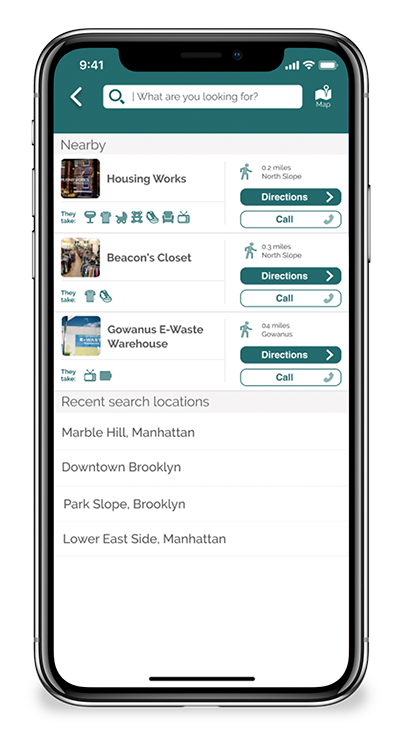 9:41
| What are you looking for?
Map
Nearby
Housing Works
0.2 miles
North Slope
Directions
They
take:
Call
Beacon's Closet
0.3 miles
North Slope
Directions
They
take:
Call
Gowanus E-Waste
Warehouse
04 miles
Gowanus
Directions
They
take:
Call
Recent search locations
Marble Hill, Manhattan
Downtown Brooklyn
Park Slope, Brooklyn
Lower East Side, Manhattan